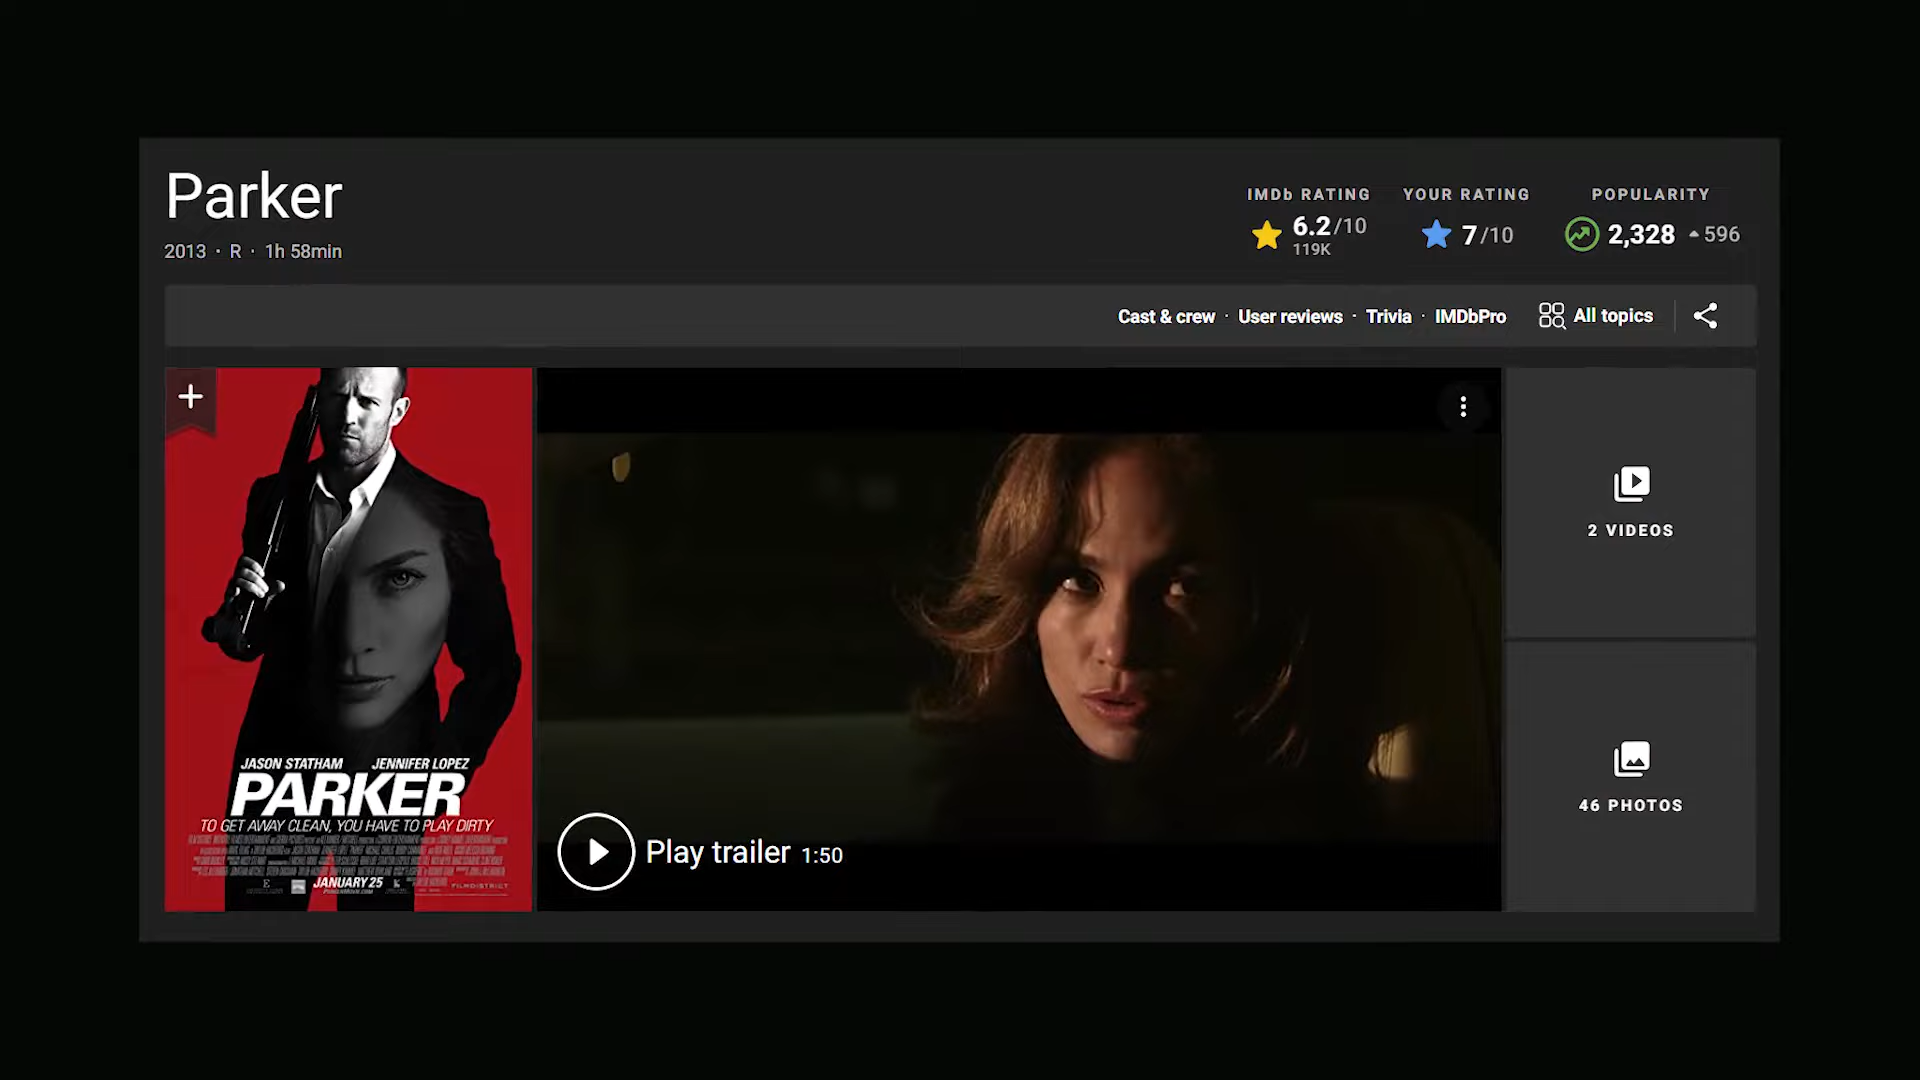 Parker
2013 · R · 1h 58min
IMDb RATING
6.2/10
119K
YOUR RATING
7/10
POPULARITY
2,328
596
Cast & crew · User reviews · Trivia · IMDbPro
All topics
JASON STATHAM JENNIFER LOPEZ
PARKER
TO GET AWAY CLEAN, YOU HAVE TO PLAY DIRTY
JANUARY 25
FILMDISTRICT
Play trailer 1:50
2 VIDEOS
46 PHOTOS